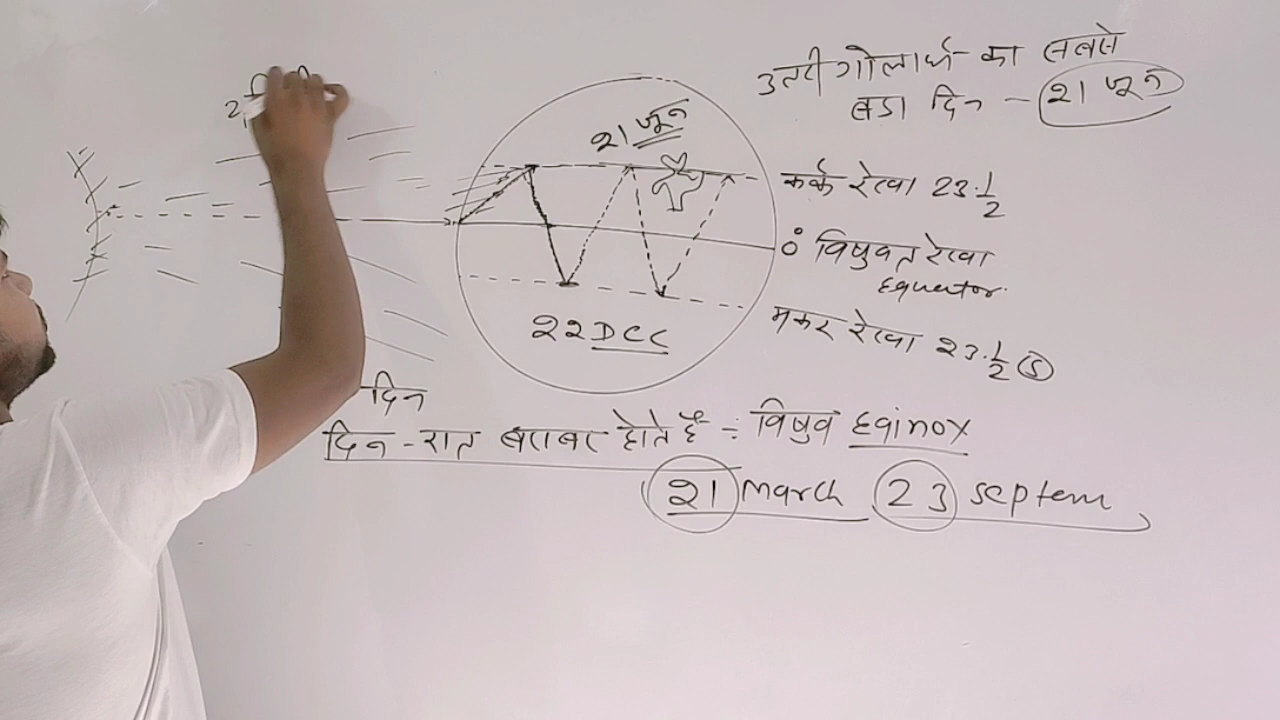 उत्तरी गोलार्ध का सबसे
बडा दिन - 21 जून
21 जून
कर्क रेखा 23.1/2
0° विषुवत रेखा
Equator.
मकर रेखा 23.1/2 (S)
22 DCC
दिन
दिन-रात बराबर होते है ÷ विषुव Eqinox
21 march 23 septem